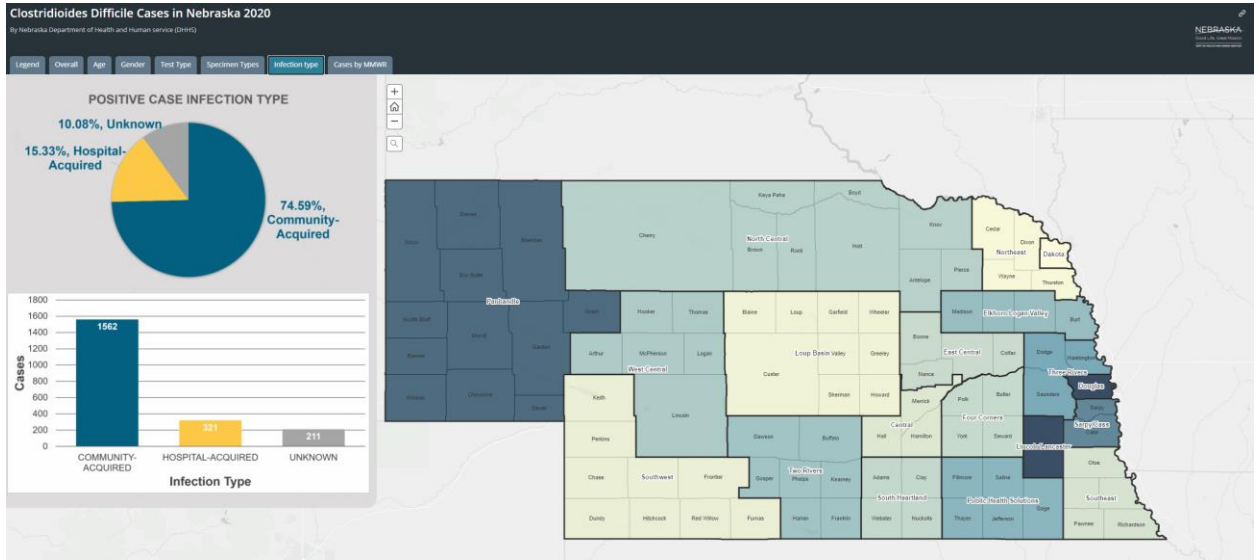 Clostridioides Difficile Cases in Nebraska 2020
By Nebraska Department of Health and Human service (DHHS)
NEBRASKA
Good Life. Great Mission.
Legend
Overall
Age
Gender
Test Type
Specimen Types
Infection type
Cases by MMWR
POSITIVE CASE INFECTION TYPE
10.08%, Unknown
15.33%, Hospital-
Acquired
74.59%,
Community-
Acquired
1800
1600
1400
1200
1000
800
600
400
200
0
Cases
1562
321
211
COMMUNITY-
ACQUIRED
HOSPITAL-ACQUIRED
UNKNOWN
Infection Type
+
−
Keya Paha
Boyd
Cherry
North Central
Brown
Rock
Holt
Knox
Antelope
Pierce
Cedar
Dixon
Northeast
Dakota
Wayne
Thurston
Sioux
Dawes
Sheridan
Box Butte
Panhandle
Scotts Bluff
Morrill
Garden
Grant
Banner
Kimball
Cheyenne
Deuel
Hooker
Thomas
Arthur
McPherson
Logan
West Central
Lincoln
Blaine
Loup
Garfield
Wheeler
Loup Basin
Valley
Greeley
Custer
Sherman
Howard
Madison
Elkhorn Logan Valley
Burt
Boone
East Central
Colfax
Nance
Dodge
Washington
Three Rivers
Saunders
Douglas
Sarpy
Sarpy Cass
Cass
Merrick
Central
Hall
Hamilton
Polk
Butler
Four Corners
York
Seward
Lincoln Lancaster
Otoe
Southeast
Pawnee
Richardson
Keith
Perkins
Chase
Southwest
Frontier
Dundy
Hitchcock
Red Willow
Furnas
Dawson
Buffalo
Two Rivers
Gosper
Phelps
Kearney
Harlan
Franklin
Adams
Clay
South Heartland
Webster
Nuckolls
Fillmore
Saline
Public Health Solutions
Gage
Thayer
Jefferson